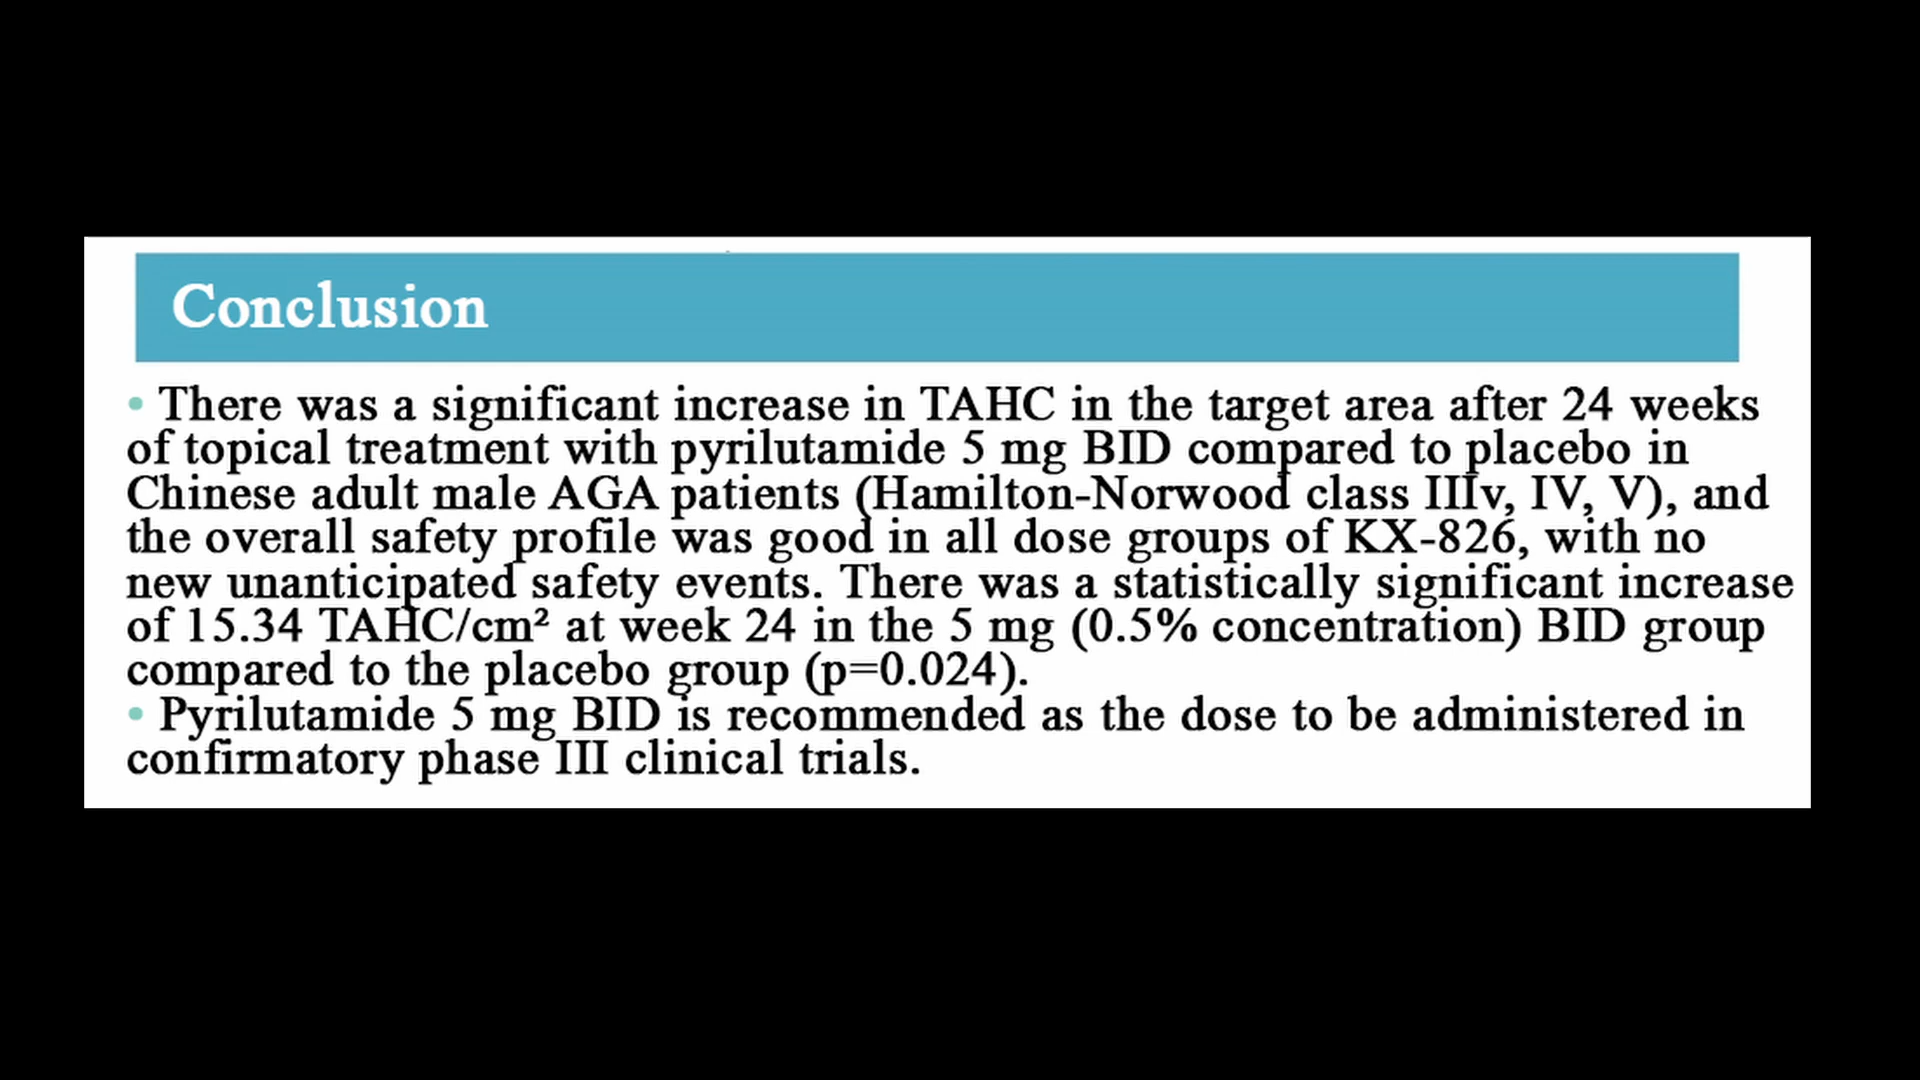 Conclusion
• There was a significant increase in TAHC in the target area after 24 weeks
of topical treatment with pyrilutamide 5 mg BID compared to placebo in
Chinese adult male AGA patients (Hamilton-Norwood class IIIv, IV, V), and
the overall safety profile was good in all dose groups of KX-826, with no
new unanticipated safety events. There was a statistically significant increase
of 15.34 TAHC/cm² at week 24 in the 5 mg (0.5% concentration) BID group
compared to the placebo group (p=0.024).
• Pyrilutamide 5 mg BID is recommended as the dose to be administered in
confirmatory phase III clinical trials.